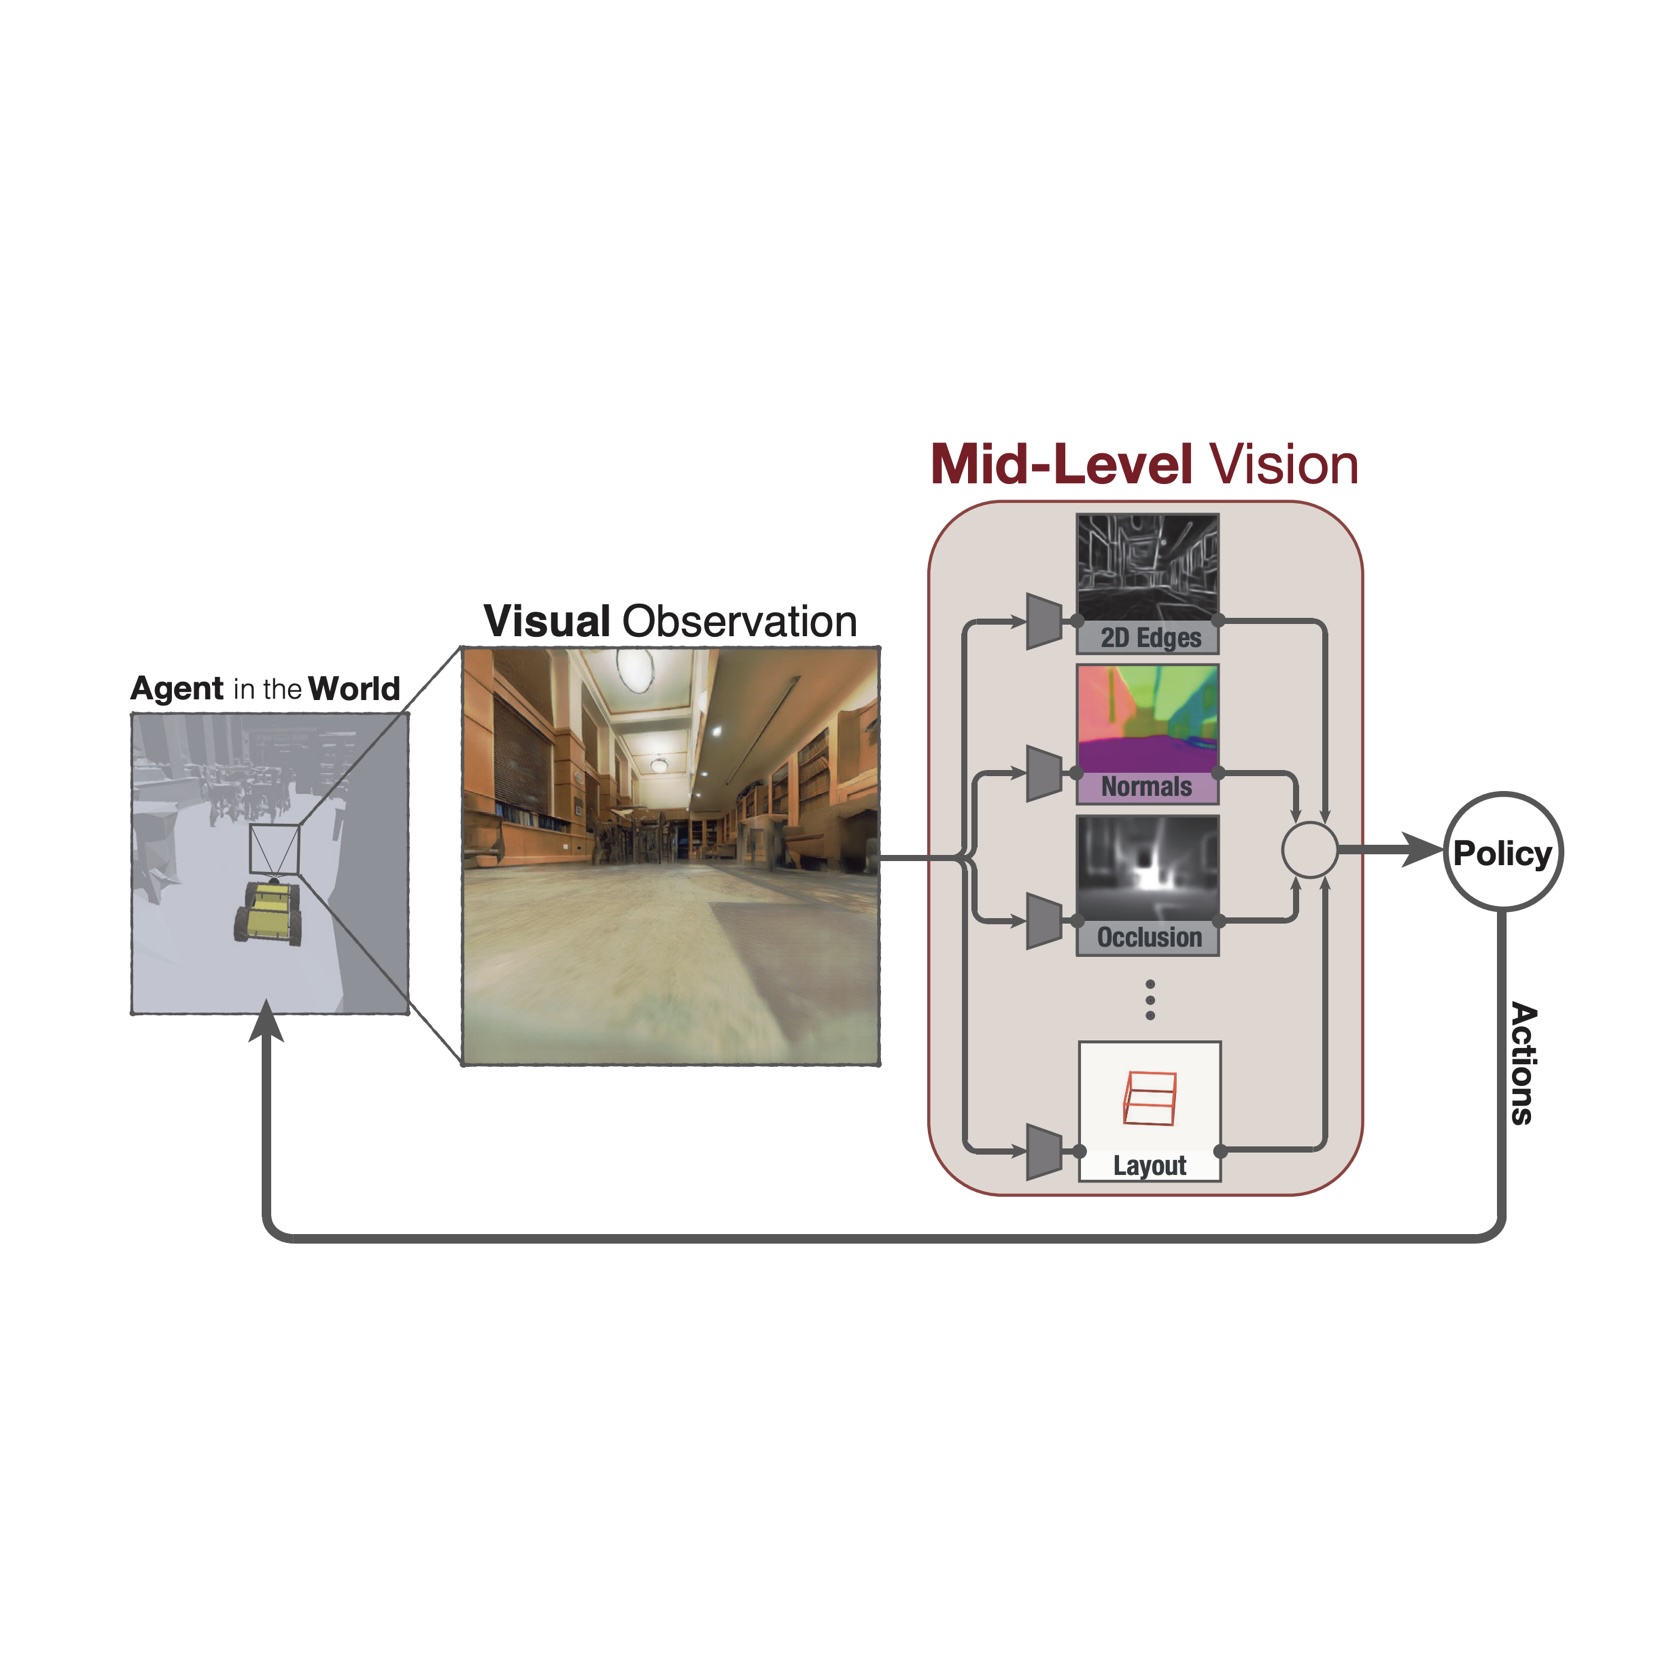 Mid-Level Vision
Visual Observation
Agent in the World
2D Edges
Normals
Occlusion
Layout
Policy
Actions